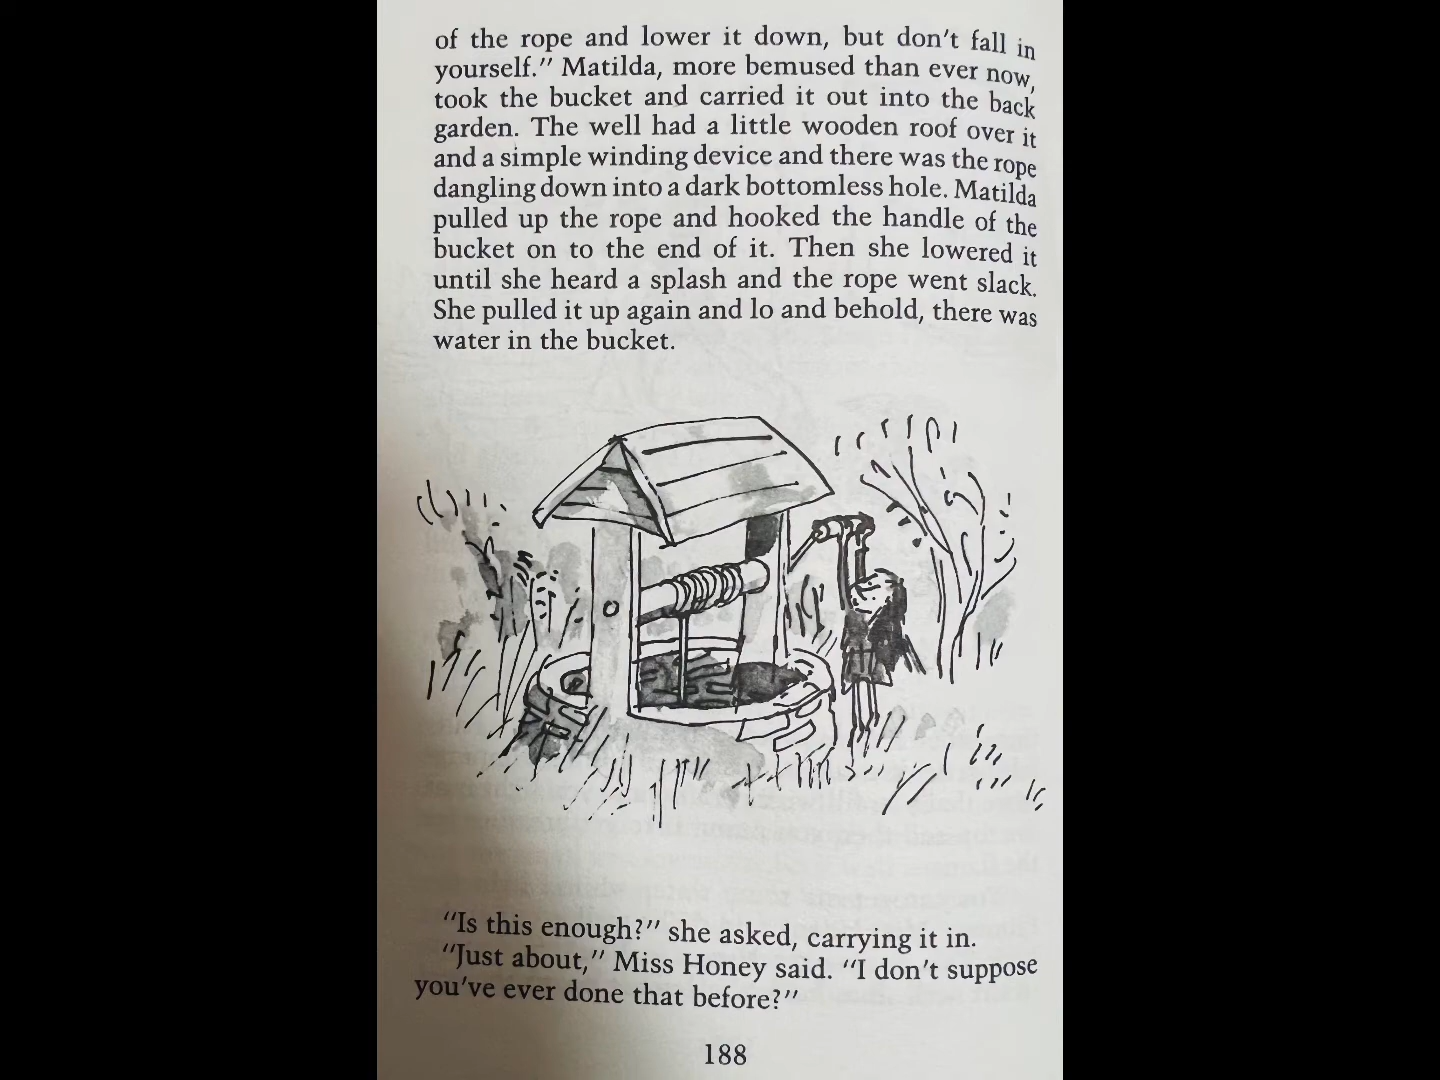 of the rope and lower it down, but don't fall in
yourself." Matilda, more bemused than ever now,
took the bucket and carried it out into the back
garden. The well had a little wooden roof over it
and a simple winding device and there was the rope
dangling down into a dark bottomless hole. Matilda
pulled up the rope and hooked the handle of the
bucket on to the end of it. Then she lowered it
until she heard a splash and the rope went slack.
She pulled it up again and lo and behold, there was
water in the bucket.
"Is this enough?" she asked, carrying it in.
"Just about," Miss Honey said. "I don't suppose
you've ever done that before?"
188